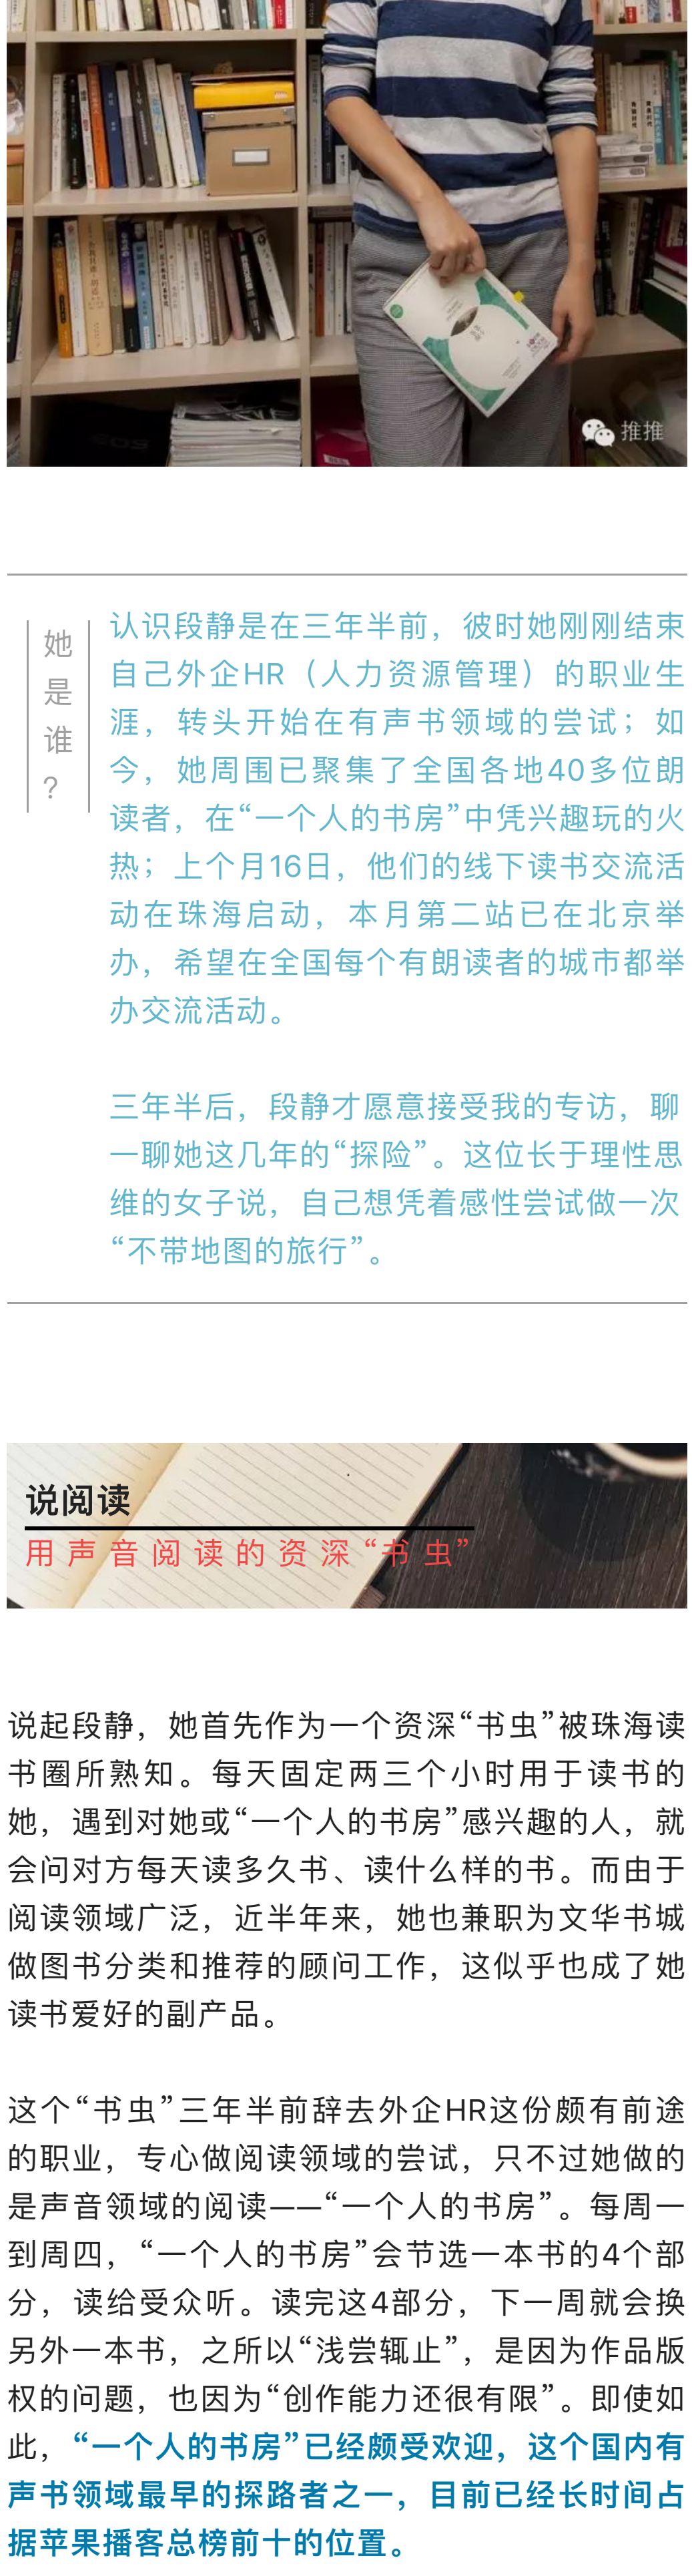 推推
她
是
谁
?
认识段静是在三年半前，彼时她刚刚结束
自己外企HR（人力资源管理）的职业生
涯，转头开始在有声书领域的尝试；如
今，她周围已聚集了全国各地40多位朗
读者，在“一个人的书房”中凭兴趣玩的火
热；上个月16日，他们的线下读书交流活
动在珠海启动，本月第二站已在北京举
办，希望在全国每个有朗读者的城市都举
办交流活动。
三年半后，段静才愿意接受我的专访，聊
一聊她这几年的“探险”。这位长于理性思
维的女子说，自己想凭着感性尝试做一次
“不带地图的旅行”。
说阅读
用声音阅读的资深“书虫”
说起段静，她首先作为一个资深“书虫”被珠海读
书圈所熟知。每天固定两三个小时用于读书的
她，遇到对她或“一个人的书房”感兴趣的人，就
会问对方每天读多久书、读什么样的书。而由于
阅读领域广泛，近半年来，她也兼职为文华书城
做图书分类和推荐的顾问工作，这似乎也成了她
读书爱好的副产品。
这个“书虫”三年半前辞去外企HR这份颇有前途
的职业，专心做阅读领域的尝试，只不过她做的
是声音领域的阅读——“一个人的书房”。每周一
到周四，“一个人的书房”会节选一本书的4个部
分，读给受众听。读完这4部分，下一周就会换
另外一本书，之所以“浅尝辄止”，是因为作品版
权的问题，也因为“创作能力还很有限”。即使如
此，“一个人的书房”已经颇受欢迎，这个国内有
声书领域最早的探路者之一，目前已经长时间占
据苹果播客总榜前十的位置。